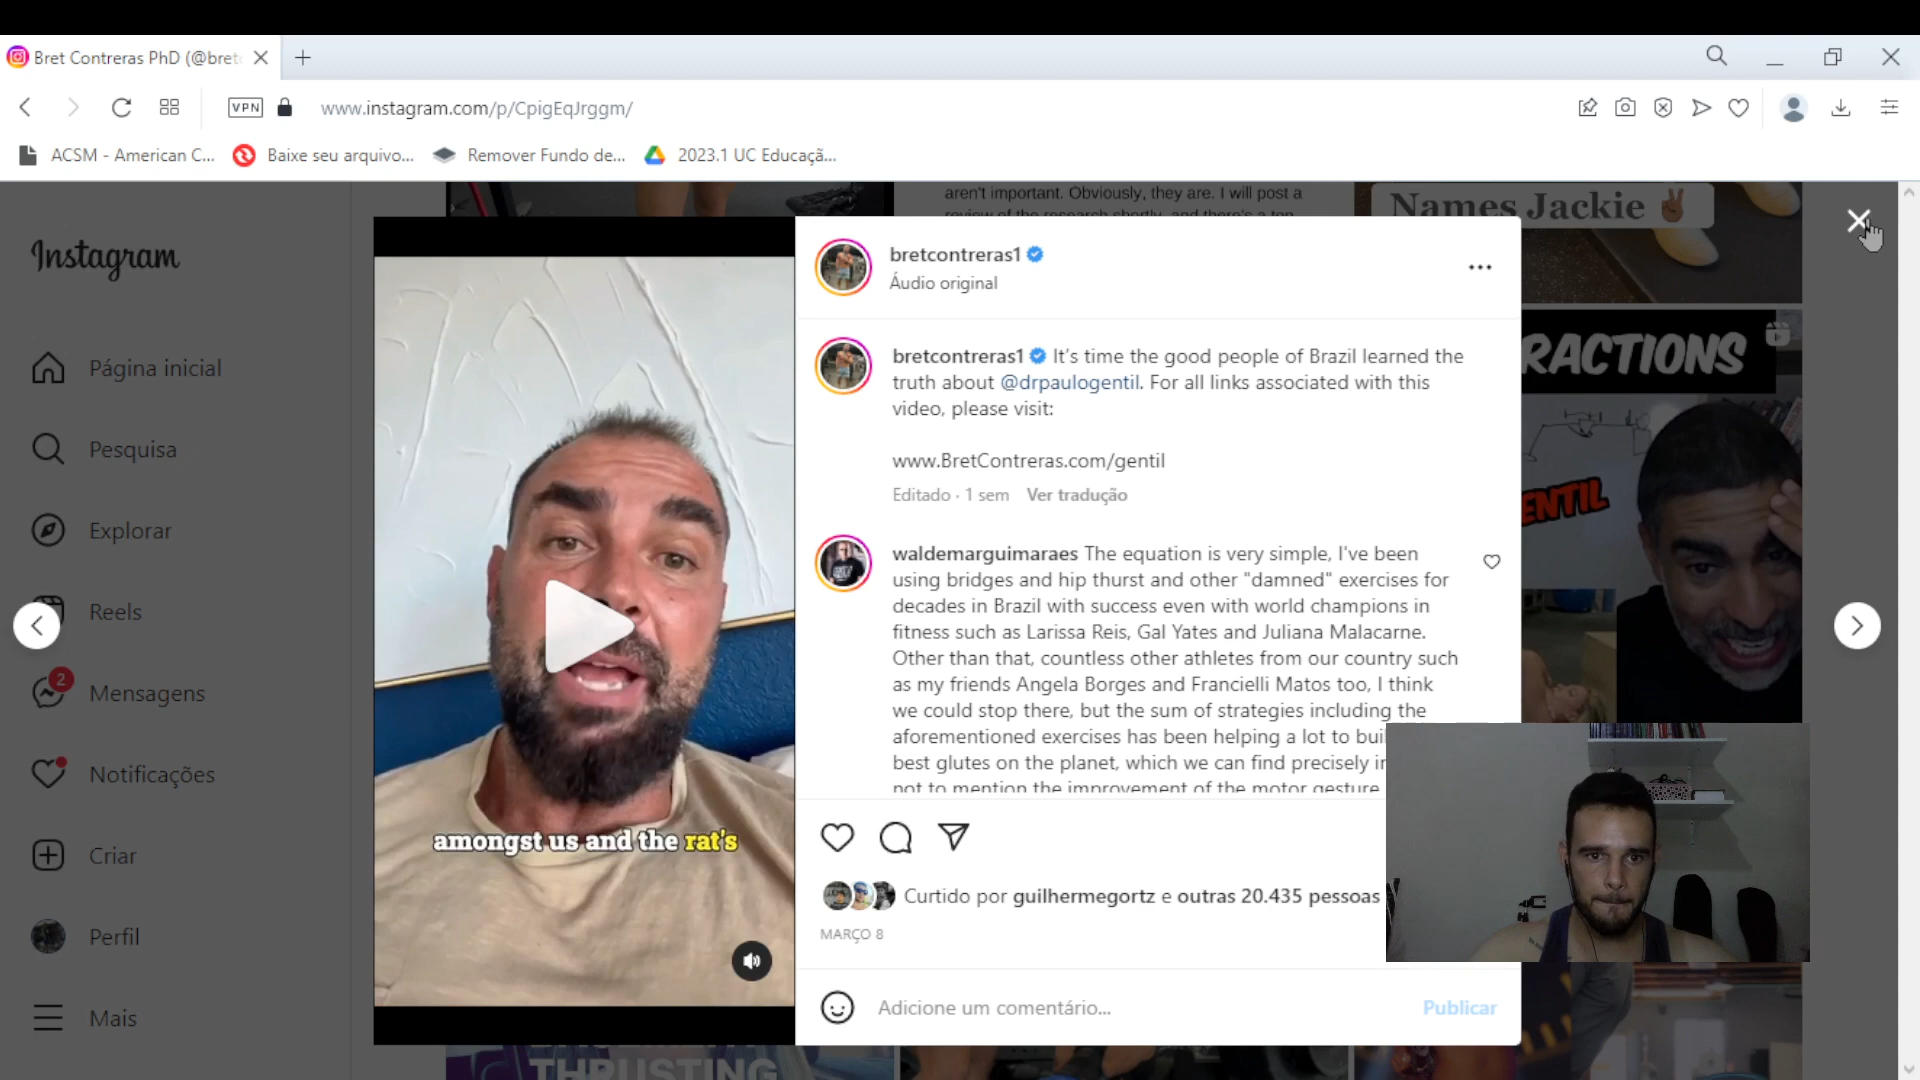 Bret Contreras PhD (@bret
VPN
www.instagram.com/p/CpigEqJrggm/
ACSM - American C...
Baixe seu arquivo...
Remover Fundo de...
2023.1 UC Educaçã...
aren't important. Obviously, they are. I will post a
review of the research shortly, and there's a ton
Names Jackie
Instagram
Página inicial
Pesquisa
Explorar
Reels
2
Mensagens
Notificações
Criar
Perfil
Mais
amongst us and the rat's
bretcontreras1
Áudio original
bretcontreras1 It's time the good people of Brazil learned the
truth about @drpaulogentil. For all links associated with this
video, please visit:
www.BretContreras.com/gentil
Editado · 1 sem Ver tradução
waldemarguimaraes The equation is very simple, I've been
using bridges and hip thurst and other "damned" exercises for
decades in Brazil with success even with world champions in
fitness such as Larissa Reis, Gal Yates and Juliana Malacarne.
Other than that, countless other athletes from our country such
as my friends Angela Borges and Francielli Matos too, I think
we could stop there, but the sum of strategies including the
aforementioned exercises has been helping a lot to bui
best glutes on the planet, which we can find precisely in
not to mention the improvement of the motor gesture
Curtido por guilhermegortz e outras 20.435 pessoas
MARÇO 8
Adicione um comentário...
Publicar
RACTIONS
ENTIL
THRUSTING